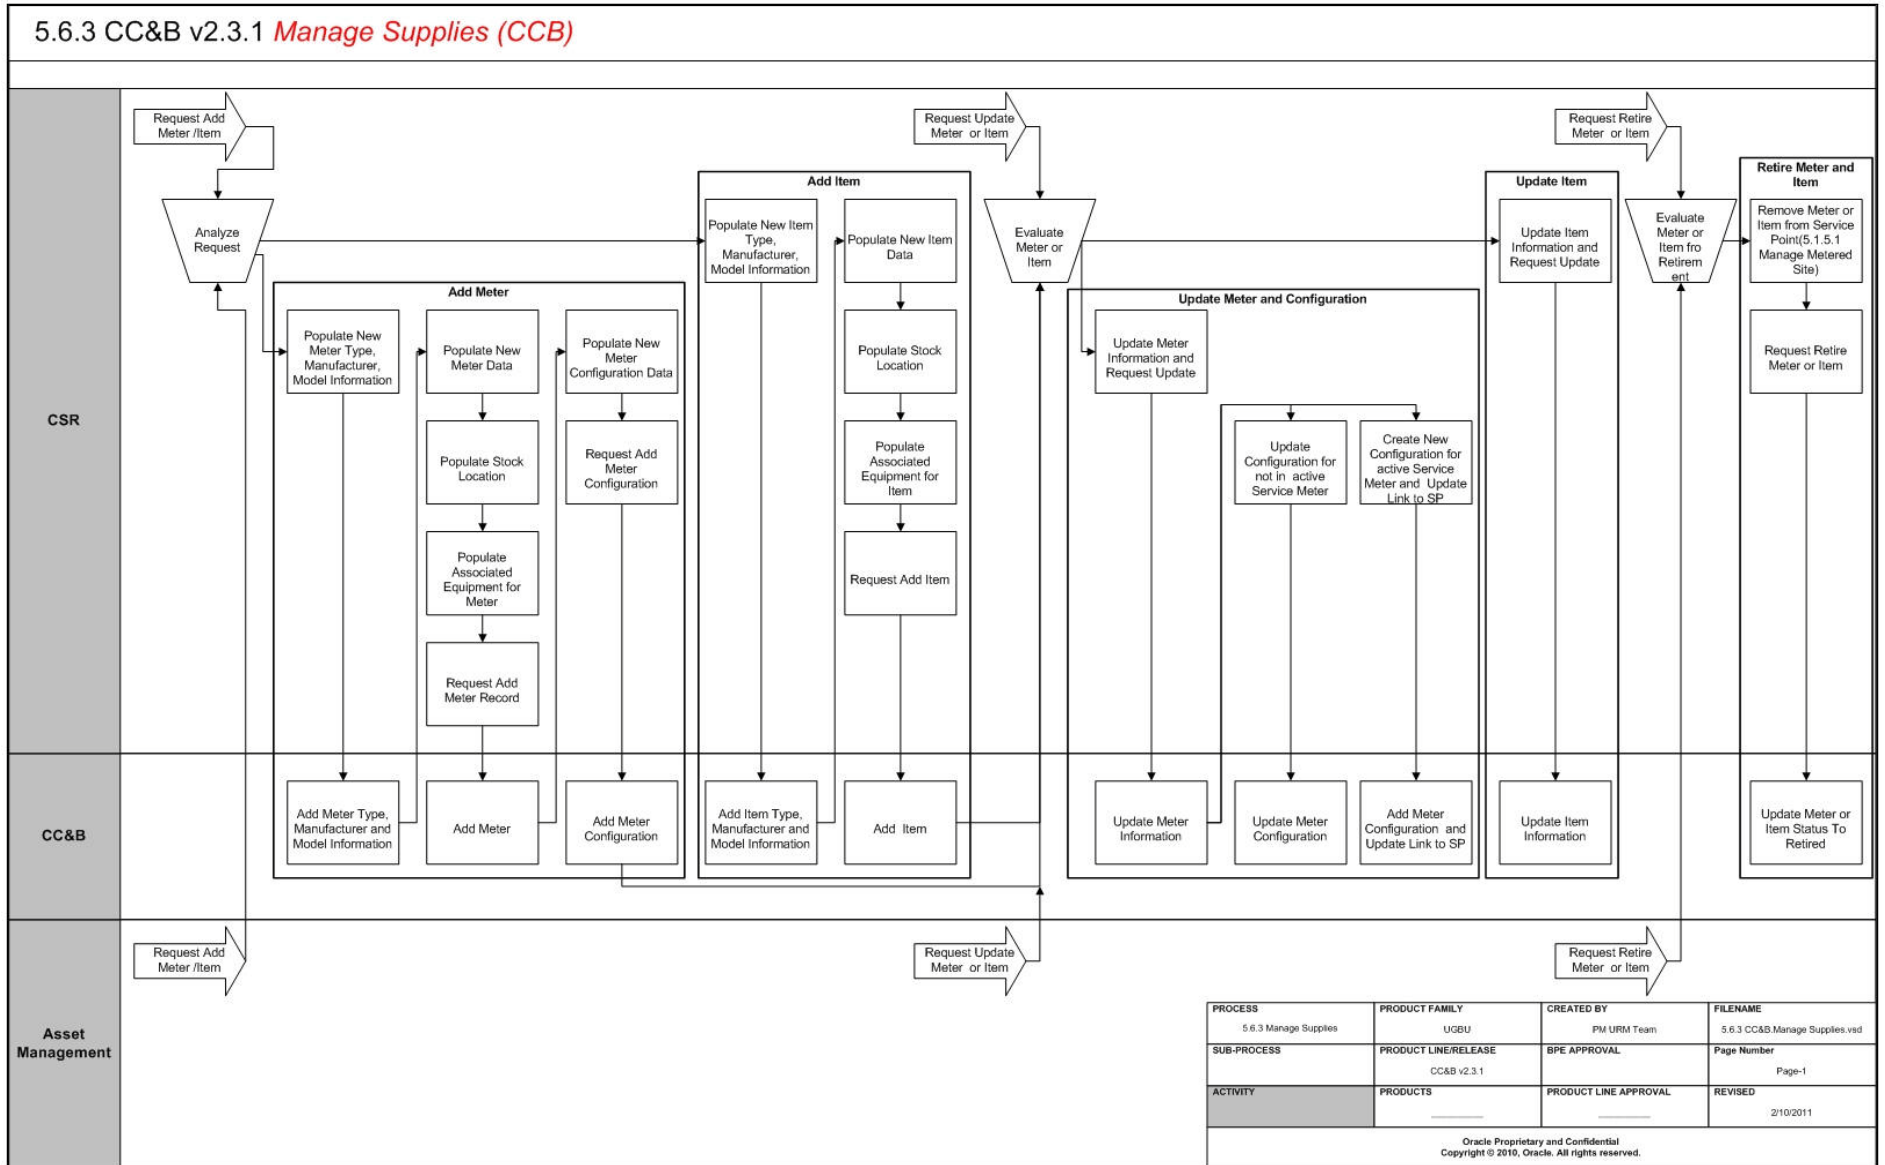 5.6.3 CC&B v2.3.1 Manage Supplies (CCB)
CSR
Request Add
Meter /Item
Request Update
Meter or Item
Request Retire
Meter or Item
Analyze
Request
Add Meter
Populate New
Meter Type,
Manufacturer,
Model Information
Populate New
Meter Data
Populate Stock
Location
Populate
Associated
Equipment for
Meter
Request Add
Meter Record
Populate New
Meter
Configuration Data
Request Add
Meter
Configuration
Add Item
Populate New Item
Type,
Manufacturer,
Model Information
Populate New Item
Data
Populate Stock
Location
Populate
Associated
Equipment for
Item
Request Add Item
Evaluate
Meter or
Item
Update Meter and Configuration
Update Meter
Information and
Request Update
Update
Configuration for
not in active
Service Meter
Create New
Configuration for
active Service
Meter and Update
Link to SP
Update Item
Update Item
Information and
Request Update
Evaluate
Meter or
Item fro
Retirem
ent
Retire Meter and
Item
Remove Meter or
Item from Service
Point(5.1.5.1
Manage Metered
Site)
Request Retire
Meter or Item
CC&B
Add Meter Type,
Manufacturer and
Model Information
Add Meter
Add Meter
Configuration
Add Item Type,
Manufacturer and
Model Information
Add Item
Update Meter
Information
Update Meter
Configuration
Add Meter
Configuration and
Update Link to SP
Update Item
Information
Update Meter or
Item Status To
Retired
Asset
Management
Request Add
Meter /Item
Request Update
Meter or Item
Request Retire
Meter or Item
PROCESS
5.6.3 Manage Supplies
PRODUCT FAMILY
UGBU
CREATED BY
PM URM Team
FILENAME
5.6.3 CC&B.Manage Supplies.vsd
SUB-PROCESS
PRODUCT LINE/RELEASE
CC&B v2.3.1
BPE APPROVAL
Page Number
Page-1
ACTIVITY
PRODUCTS
PRODUCT LINE APPROVAL
REVISED
2/10/2011
Oracle Proprietary and Confidential
Copyright © 2010, Oracle. All rights reserved.